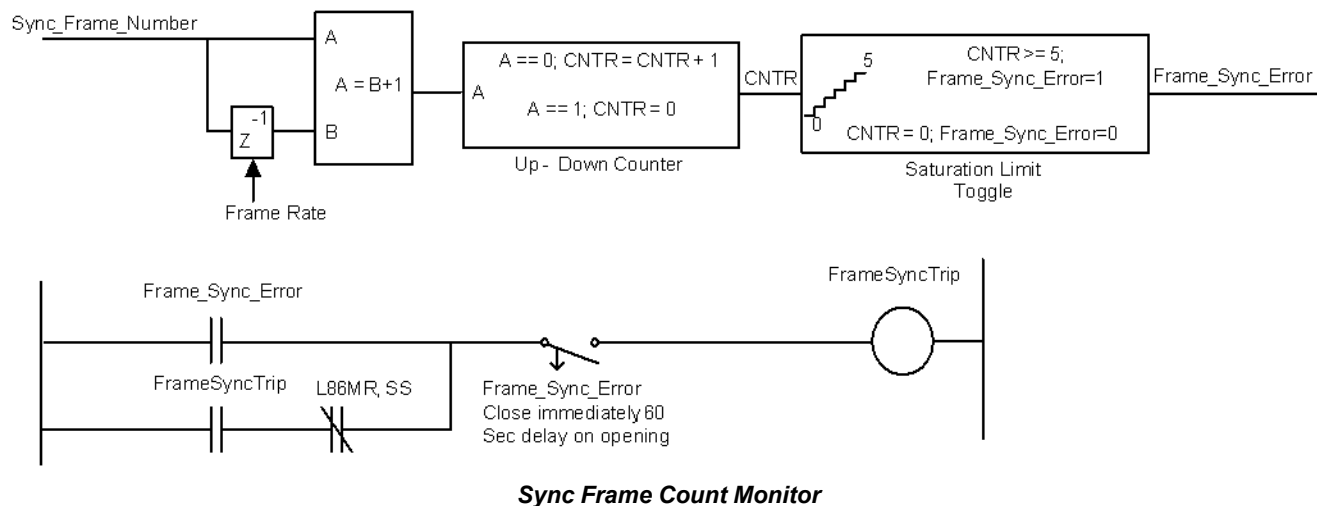 Sync_Frame_Number
A
A = B+1
B
Z
-1
Frame Rate
A
A == 0; CNTR = CNTR + 1
A == 1; CNTR = 0
Up - Down Counter
CNTR
0
5
CNTR >= 5;
Frame_Sync_Error=1
CNTR = 0; Frame_Sync_Error=0
Saturation Limit
Toggle
Frame_Sync_Error
Frame_Sync_Error
FrameSyncTrip
L86MR, SS
Frame_Sync_Error
Close immediately,60
Sec delay on opening
FrameSyncTrip
Sync Frame Count Monitor